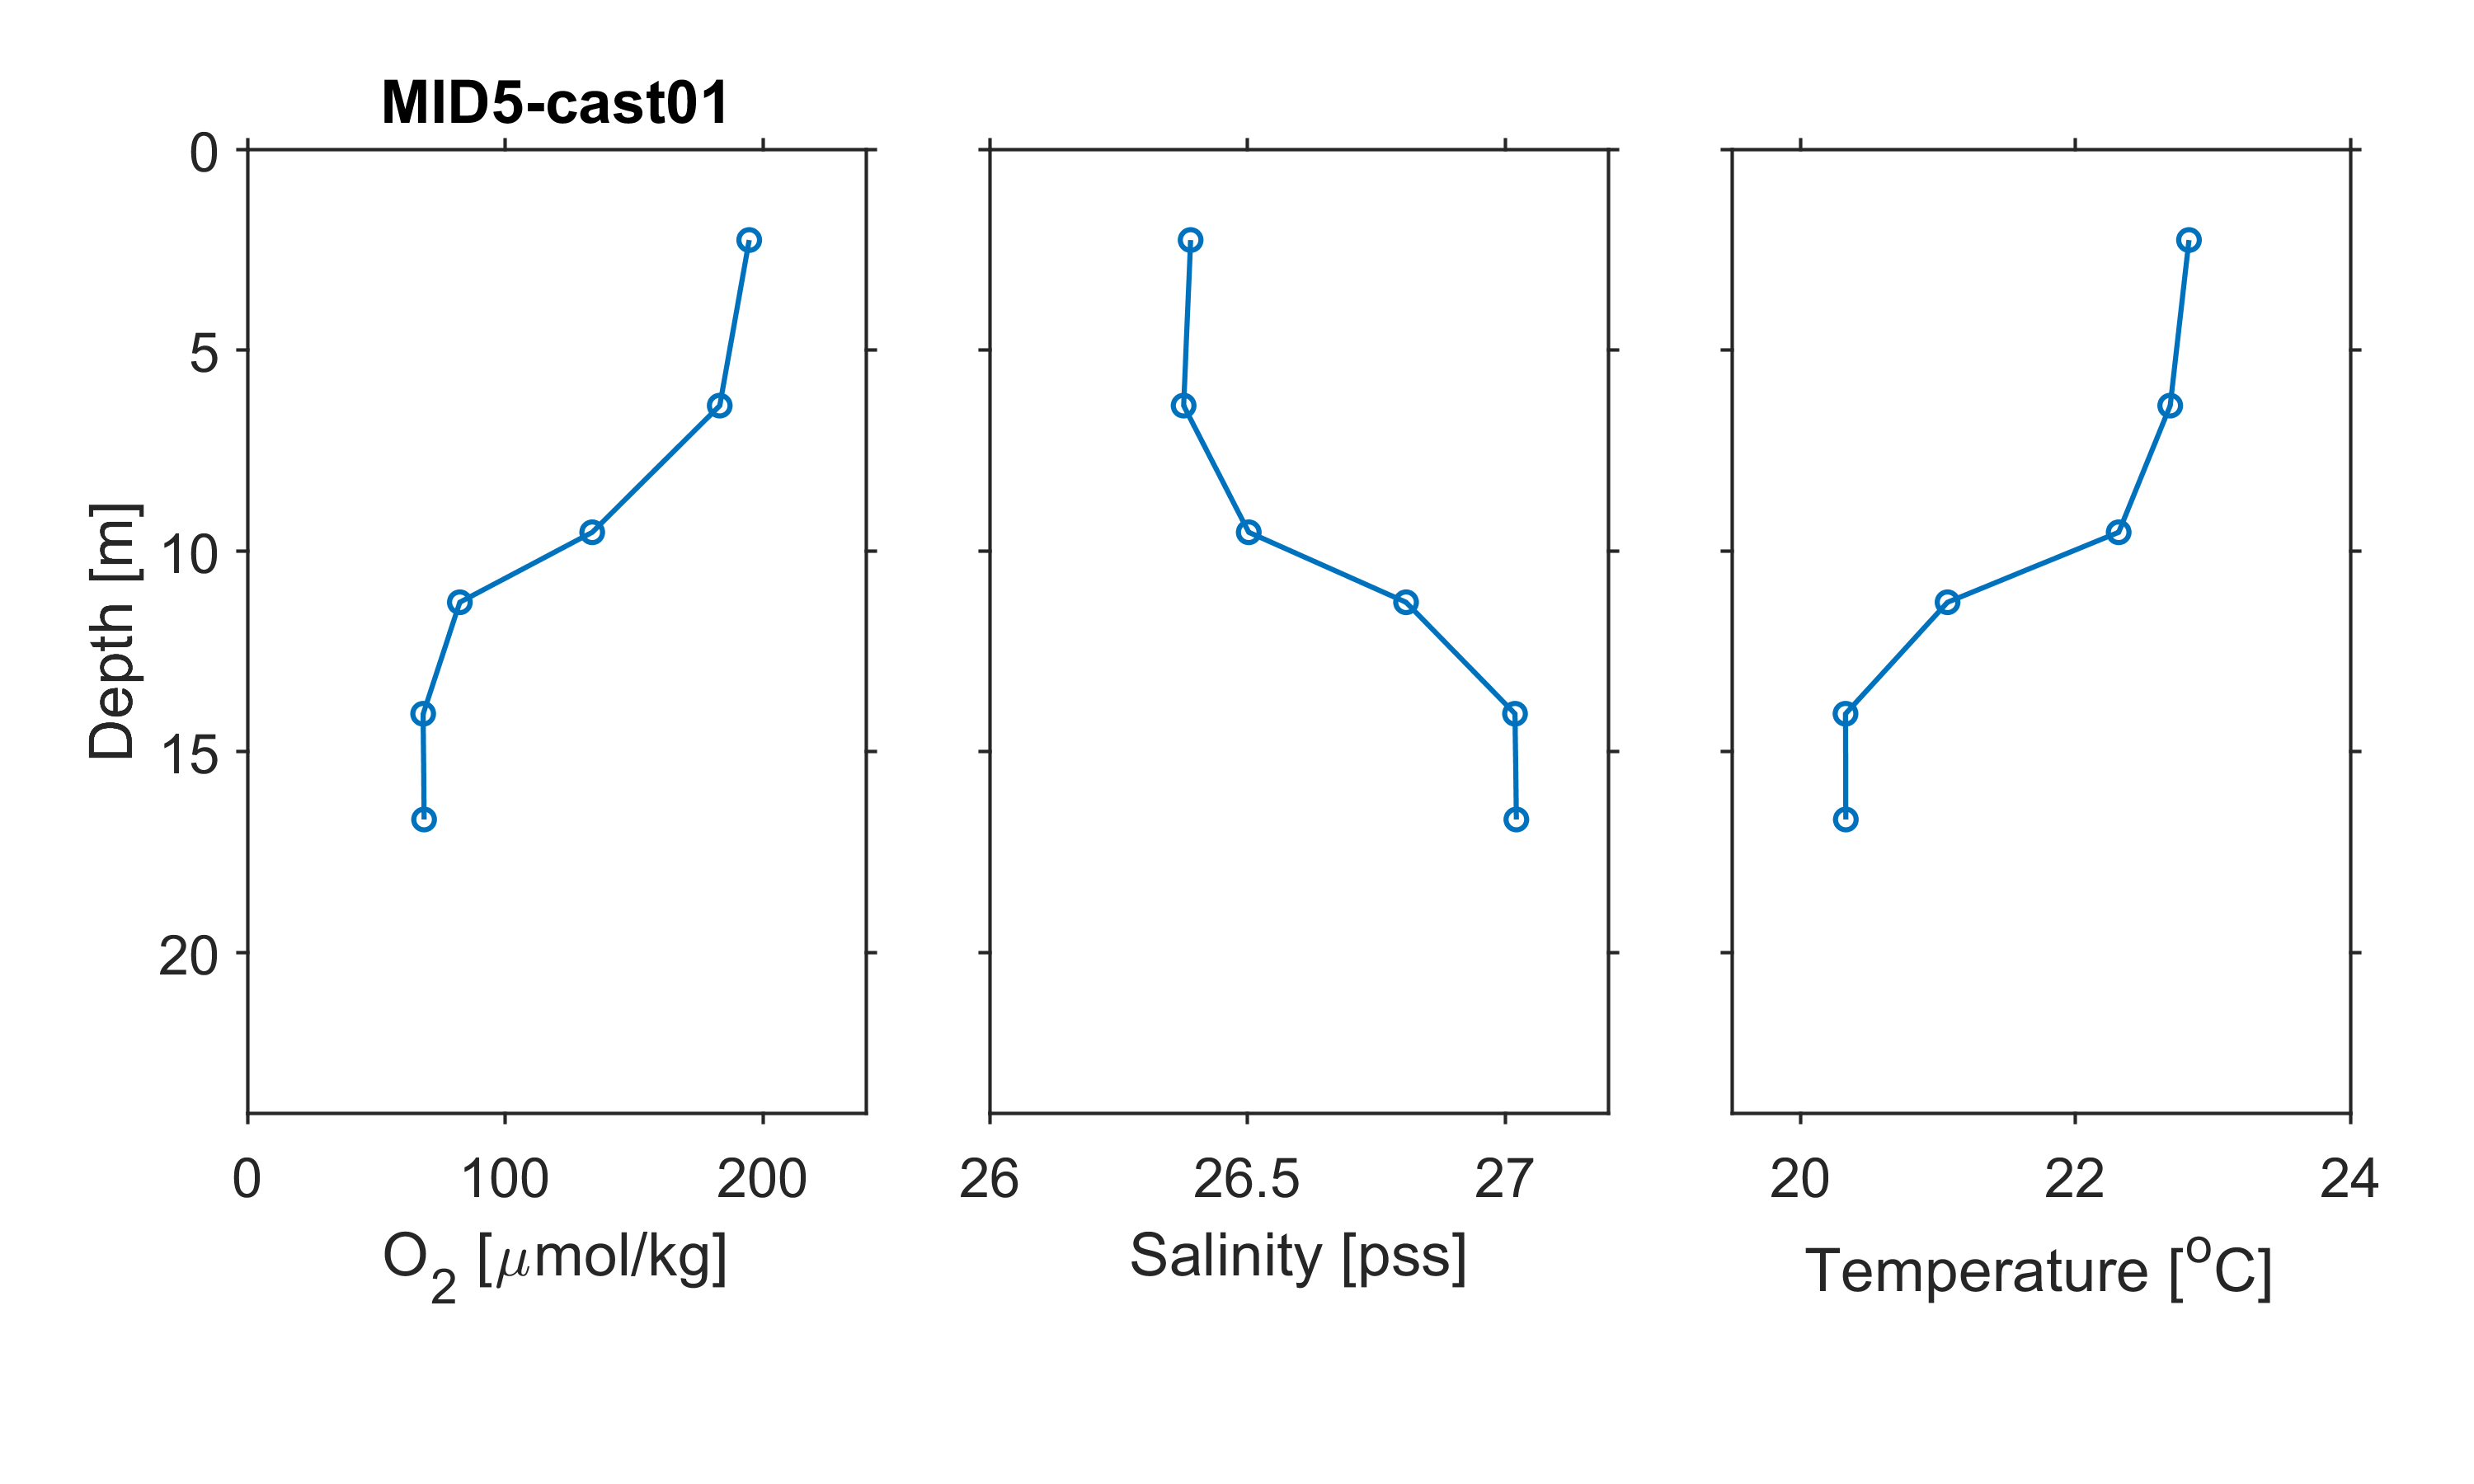 MID5-cast01
0
5
10
15
20
Depth [m]
0 100 200
O2 [μmol/kg]
26 26.5 27
Salinity [pss]
20 22 24
Temperature [oC]